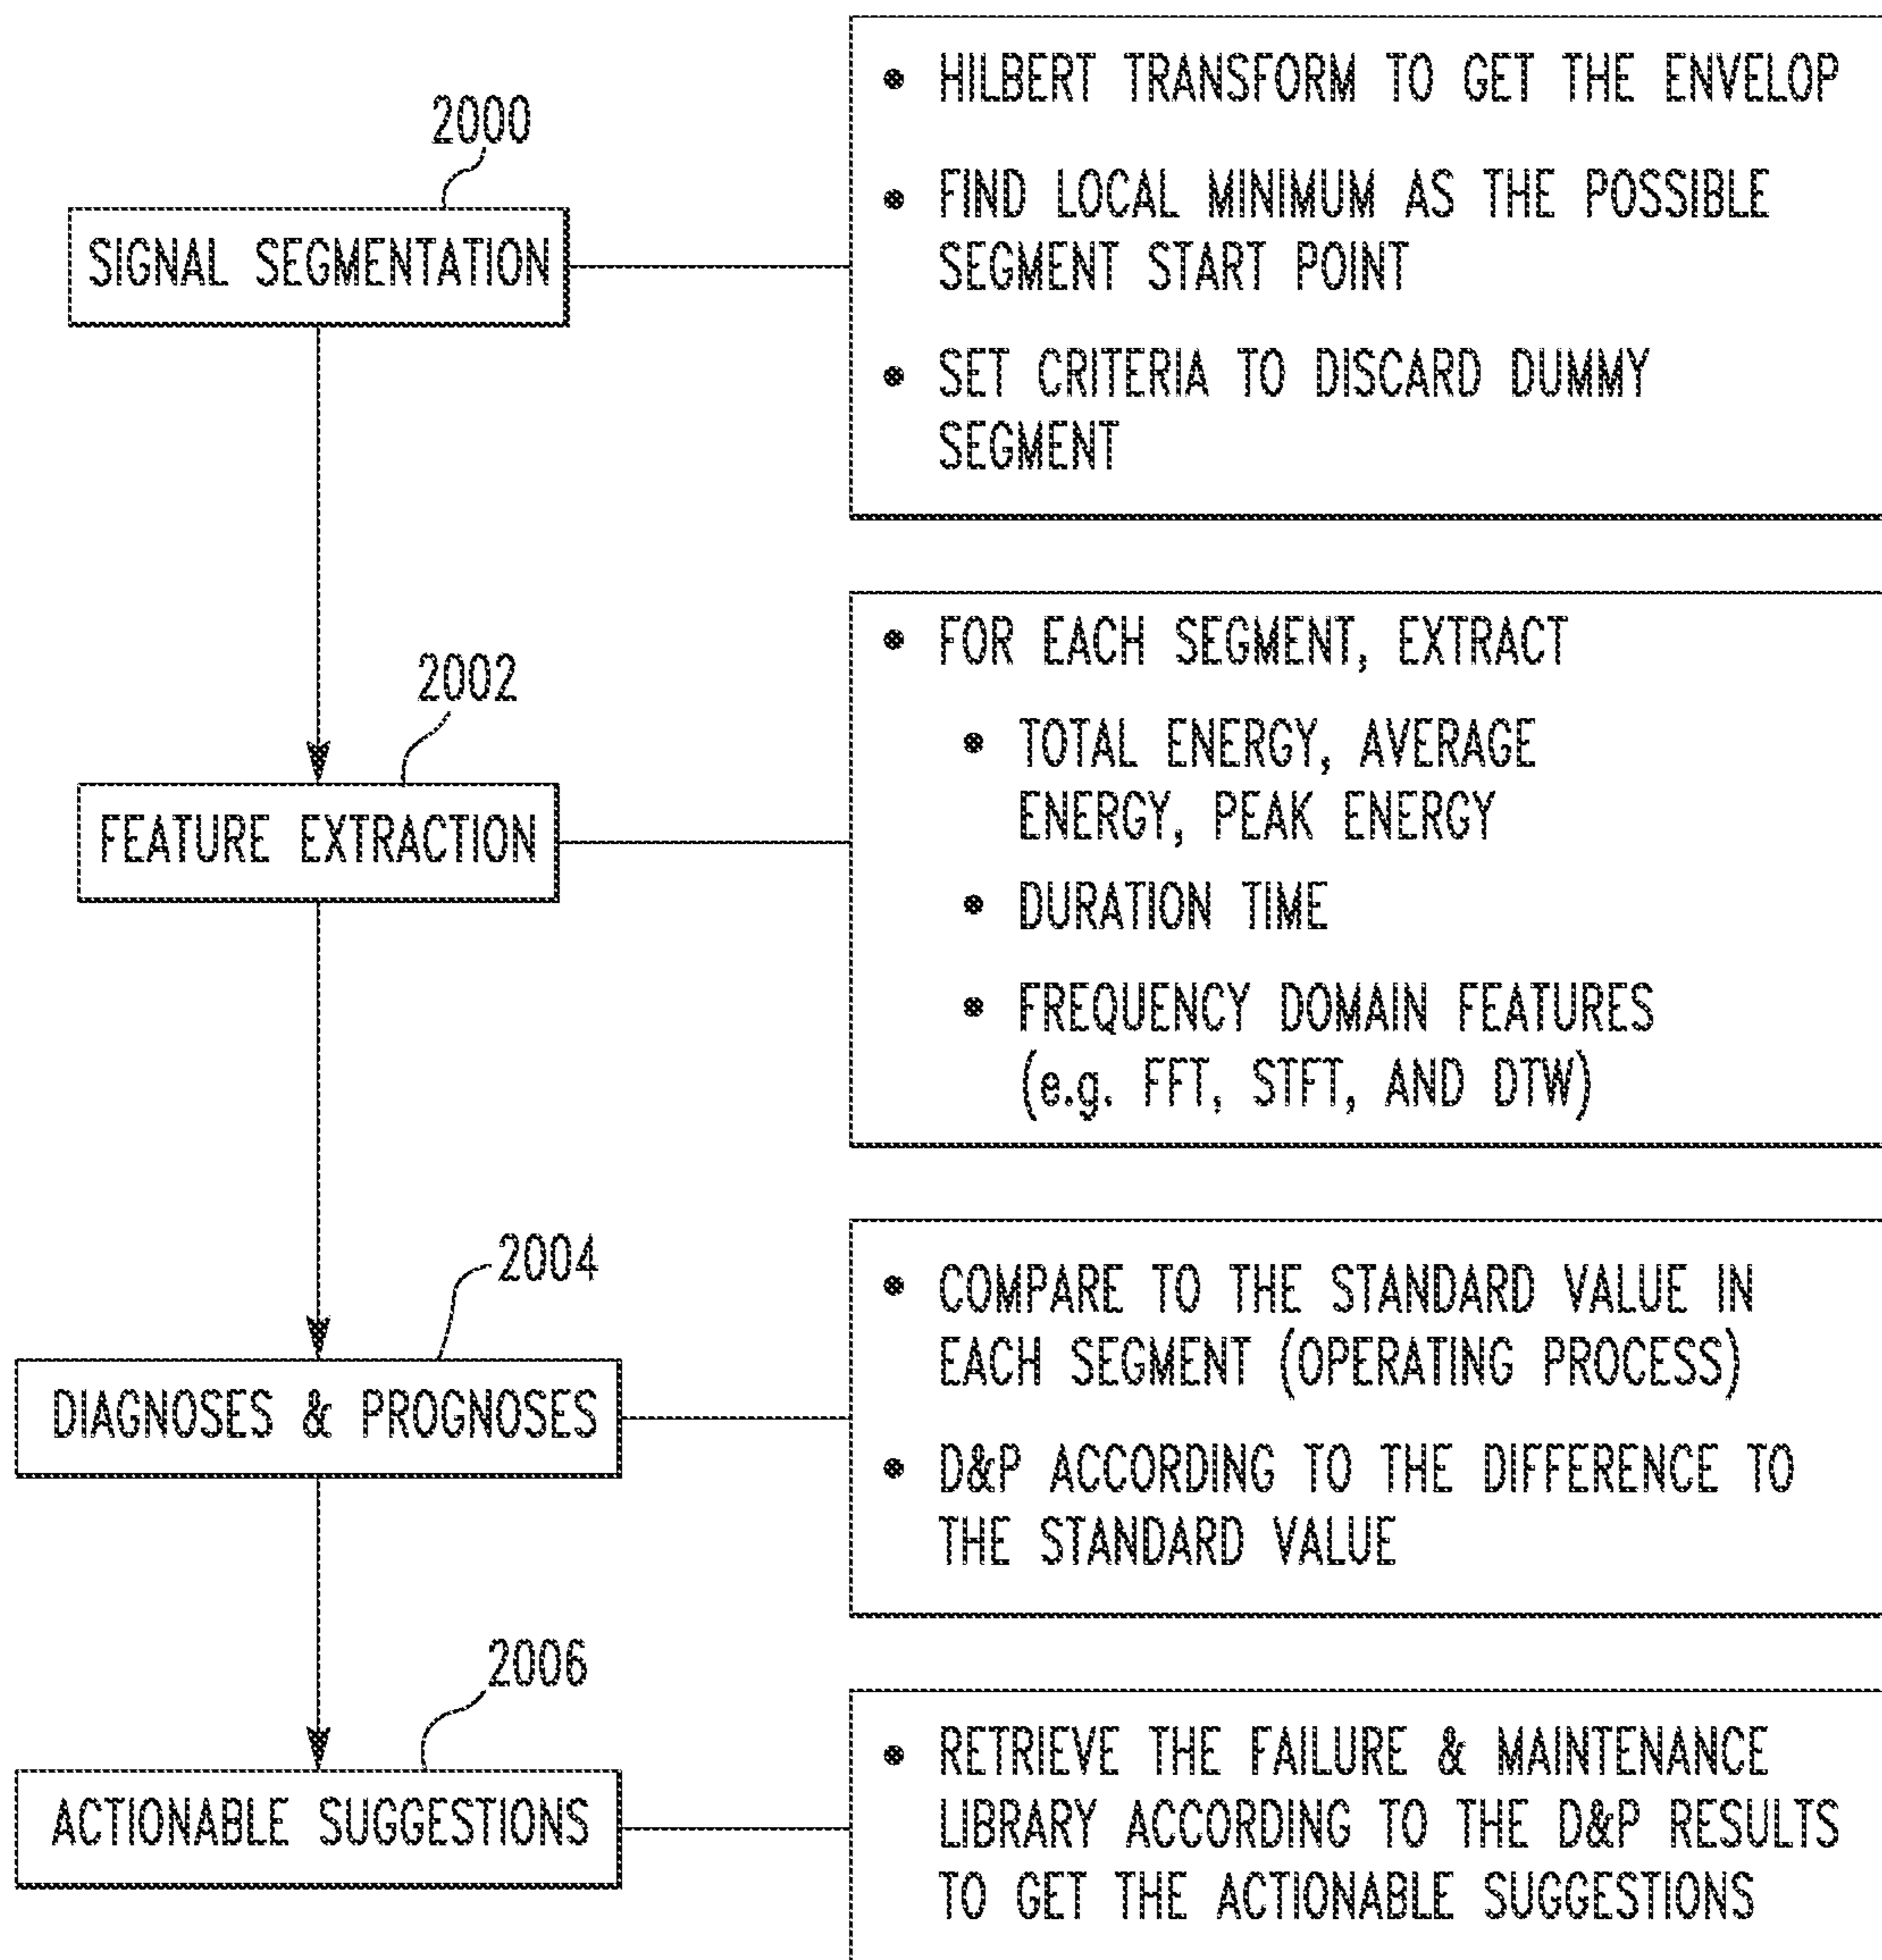 2000
SIGNAL SEGMENTATION
• HILBERT TRANSFORM TO GET THE ENVELOP
• FIND LOCAL MINIMUM AS THE POSSIBLE
SEGMENT START POINT
• SET CRITERIA TO DISCARD DUMMY
SEGMENT
2002
FEATURE EXTRACTION
• FOR EACH SEGMENT, EXTRACT
• TOTAL ENERGY, AVERAGE
ENERGY, PEAK ENERGY
• DURATION TIME
• FREQUENCY DOMAIN FEATURES
(e.g. FFT, STFT, AND DTW)
2004
DIAGNOSES & PROGNOSES
• COMPARE TO THE STANDARD VALUE IN
EACH SEGMENT (OPERATING PROCESS)
• D&P ACCORDING TO THE DIFFERENCE TO
THE STANDARD VALUE
2006
ACTIONABLE SUGGESTIONS
• RETRIEVE THE FAILURE & MAINTENANCE
LIBRARY ACCORDING TO THE D&P RESULTS
TO GET THE ACTIONABLE SUGGESTIONS